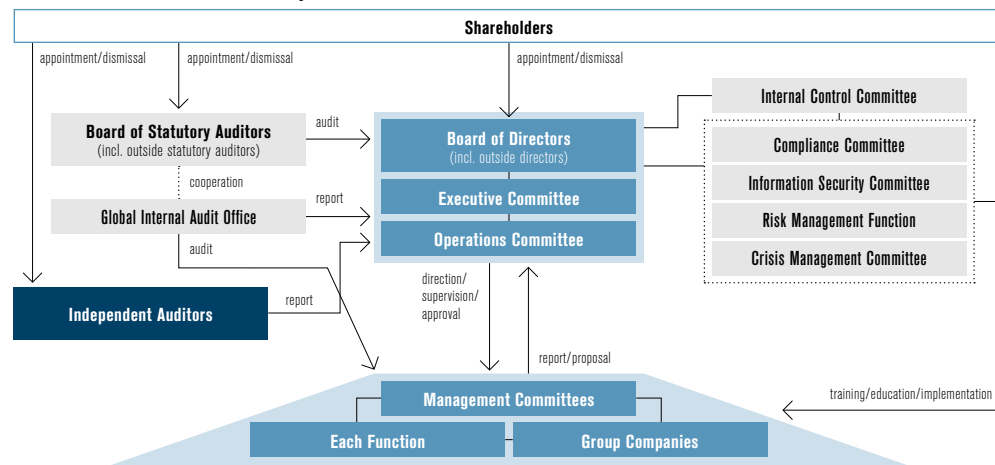 Shareholders
appointment/dismissal
appointment/dismissal
appointment/dismissal
Internal Control Committee
Board of Statutory Auditors
(incl. outside statutory auditors)
audit
Board of Directors
(incl. outside directors)
Compliance Committee
cooperation
Information Security Committee
Executive Committee
report
Global Internal Audit Office
Risk Management Function
Operations Committee
audit
Crisis Management Committee
direction/
supervision/
approval
report
Independent Auditors
report/proposal
Management Committees
training/education/implementation
Each Function
Group Companies